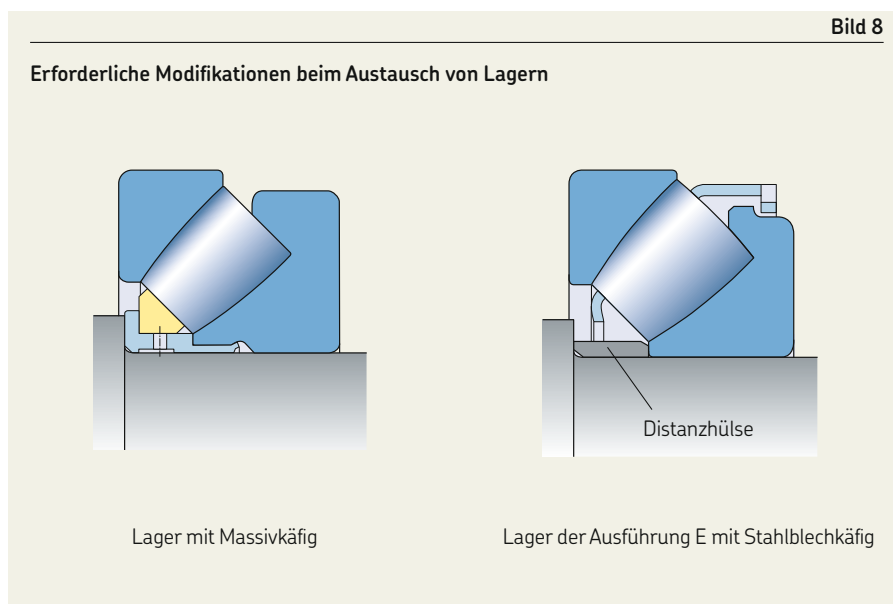 Bild 8
Erforderliche Modifikationen beim Austausch von Lagern
Distanzhülse
Lager mit Massivkäfig
Lager der Ausführung E mit Stahlblechkäfig